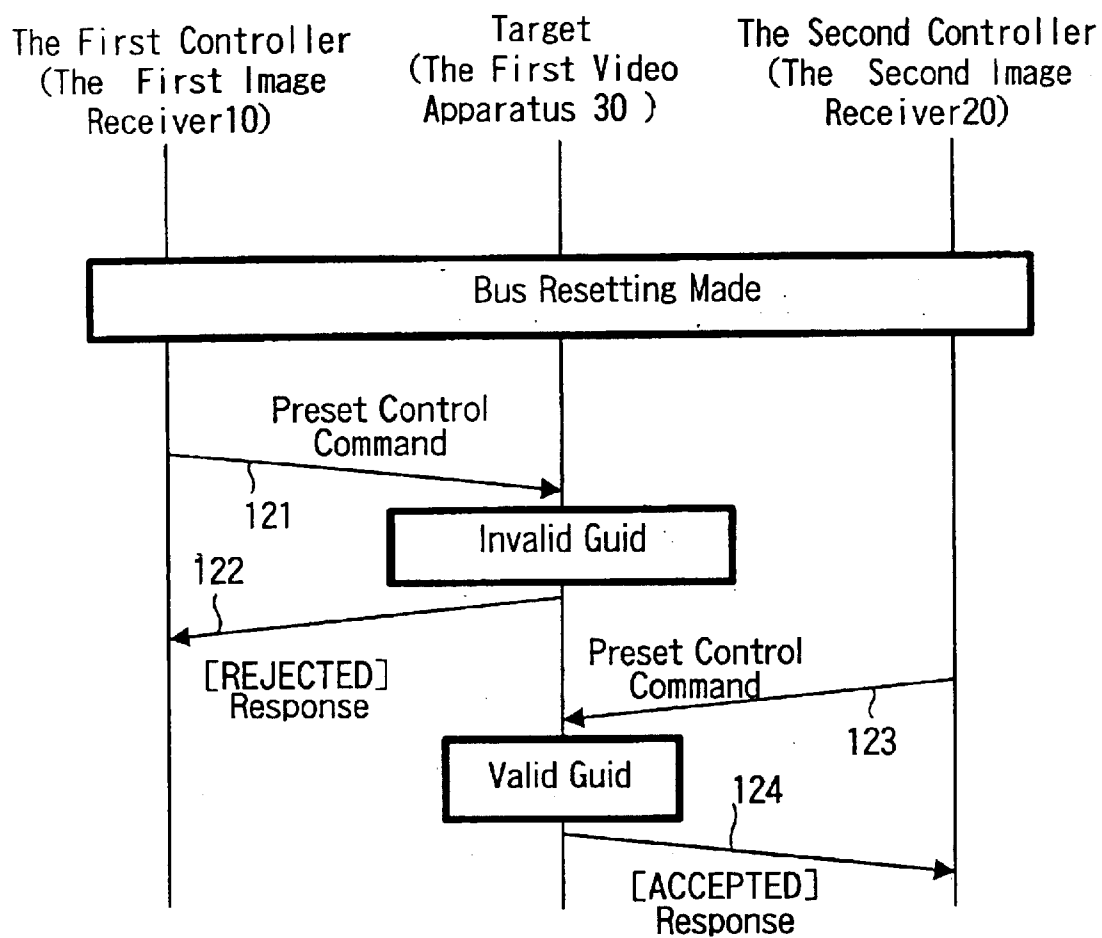 The First Controller
(The First Image
Receiver10)
Target
(The First Video
Apparatus 30 )
The Second Controller
(The Second Image
Receiver20)
Bus Resetting Made
Preset Control
Command
121
Invalid Guid
122
[REJECTED]
Response
Preset Control
Command
123
Valid Guid
124
[ACCEPTED]
Response